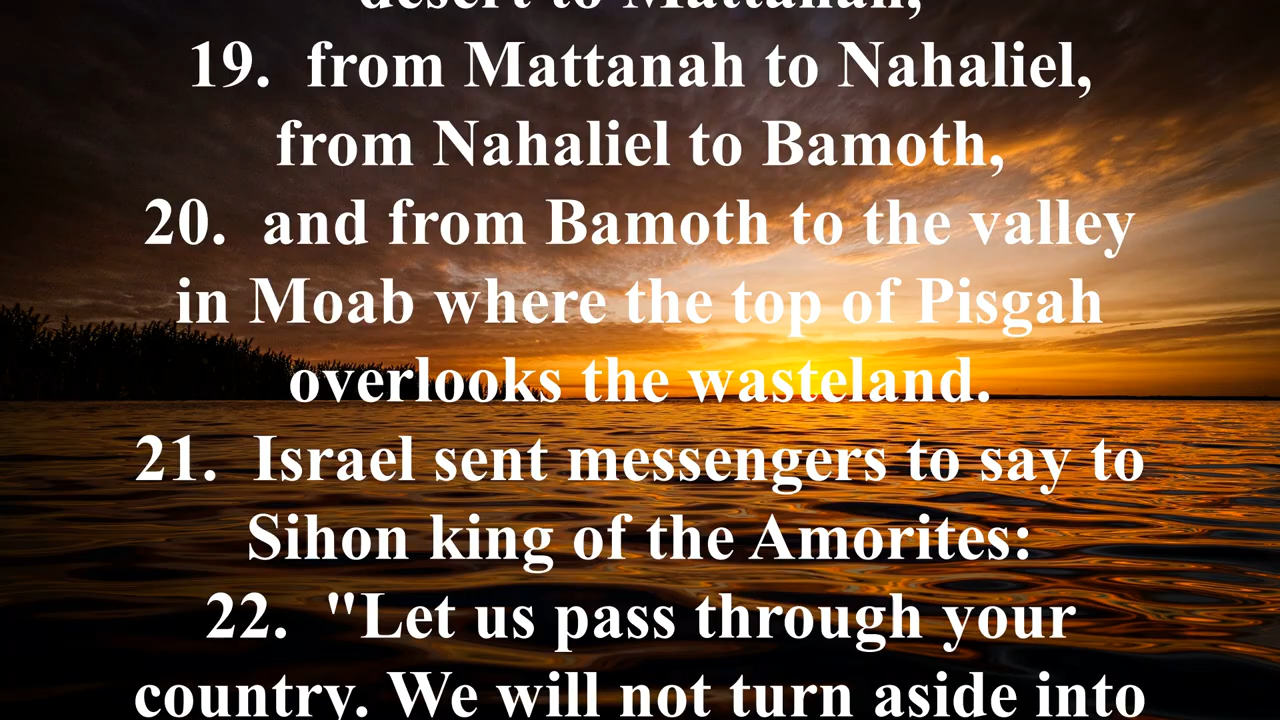 desert to Mattanah,
19.  from Mattanah to Nahaliel,
from Nahaliel to Bamoth,
20.  and from Bamoth to the valley
in Moab where the top of Pisgah
overlooks the wasteland.
21.  Israel sent messengers to say to
Sihon king of the Amorites:
22.   "Let us pass through your
country. We will not turn aside into